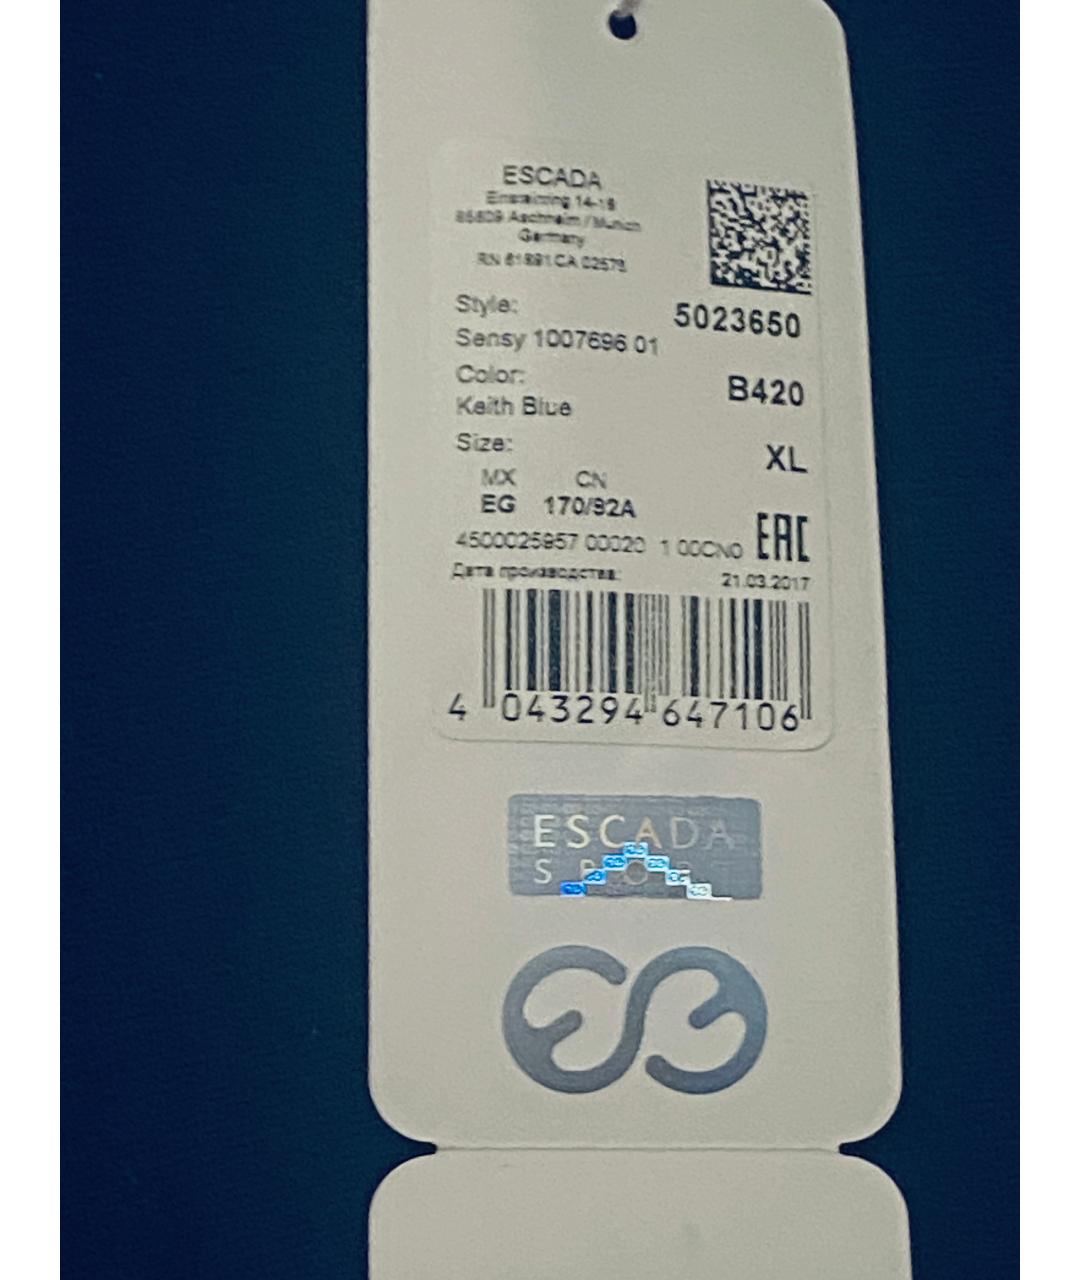 ESCADA
Einsteinring 14-18
85609 Aschheim / Munich
Germany
RN 61891 CA 02578
Style:
5023650
Sensy 1007696 01
Color:
B420
Keith Blue
Size:
XL
MX CN
EG 170/92A
4500025957 00020 1 00CN0 EAC
Дата производства: 21.03.2017
4 043294 647106
ESCADA
SPORT